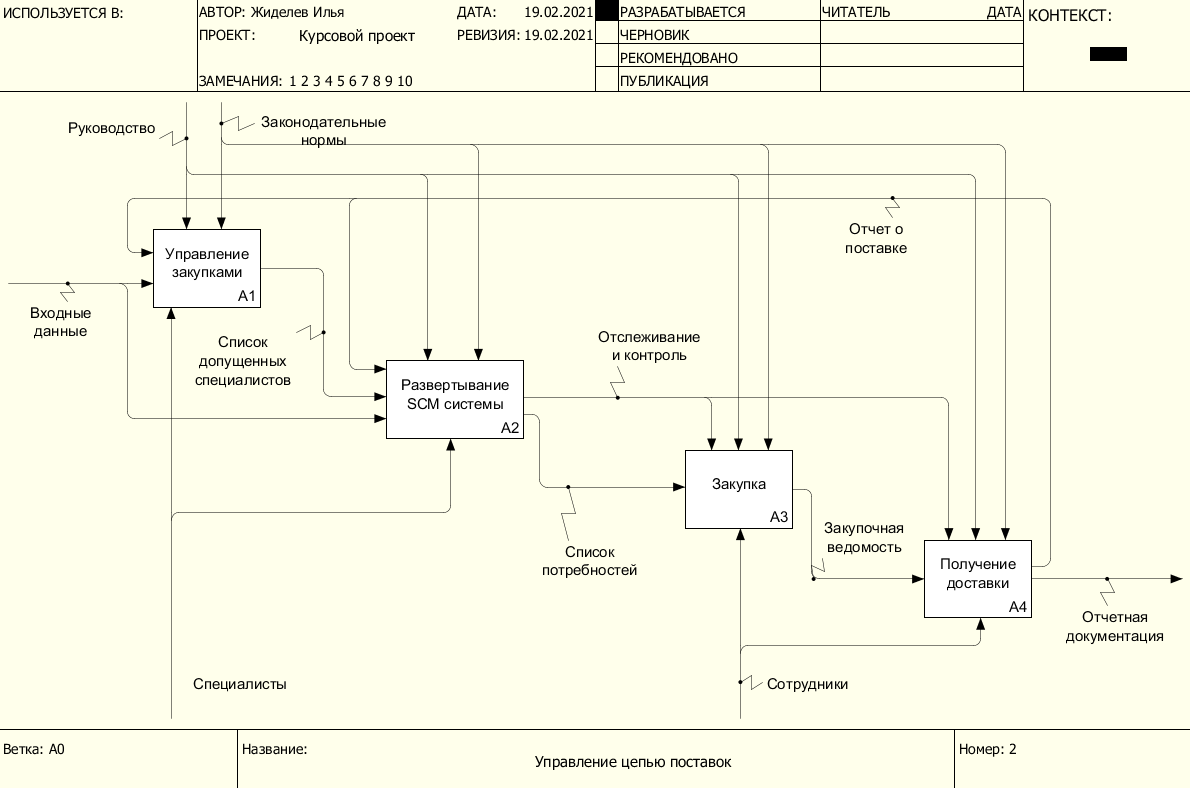 ИСПОЛЬЗУЕТСЯ В:
АВТОР: Жиделев Илья
ДАТА: 19.02.2021
РАЗРАБАТЫВАЕТСЯ
ЧИТАТЕЛЬ
ДАТА
КОНТЕКСТ:
ПРОЕКТ: Курсовой проект
РЕВИЗИЯ: 19.02.2021
ЧЕРНОВИК
РЕКОМЕНДОВАНО
ЗАМЕЧАНИЯ: 1 2 3 4 5 6 7 8 9 10
ПУБЛИКАЦИЯ
Руководство
Законодательные
нормы
Отчет о
поставке
Управление
закупками
A1
Входные
данные
Список
допущенных
специалистов
Отслеживание
и контроль
Развертывание
SCM системы
A2
Закупка
A3
Список
потребностей
Закупочная
ведомость
Получение
доставки
A4
Отчетная
документация
Специалисты
Сотрудники
Ветка: A0
Название:
Управление цепью поставок
Номер: 2